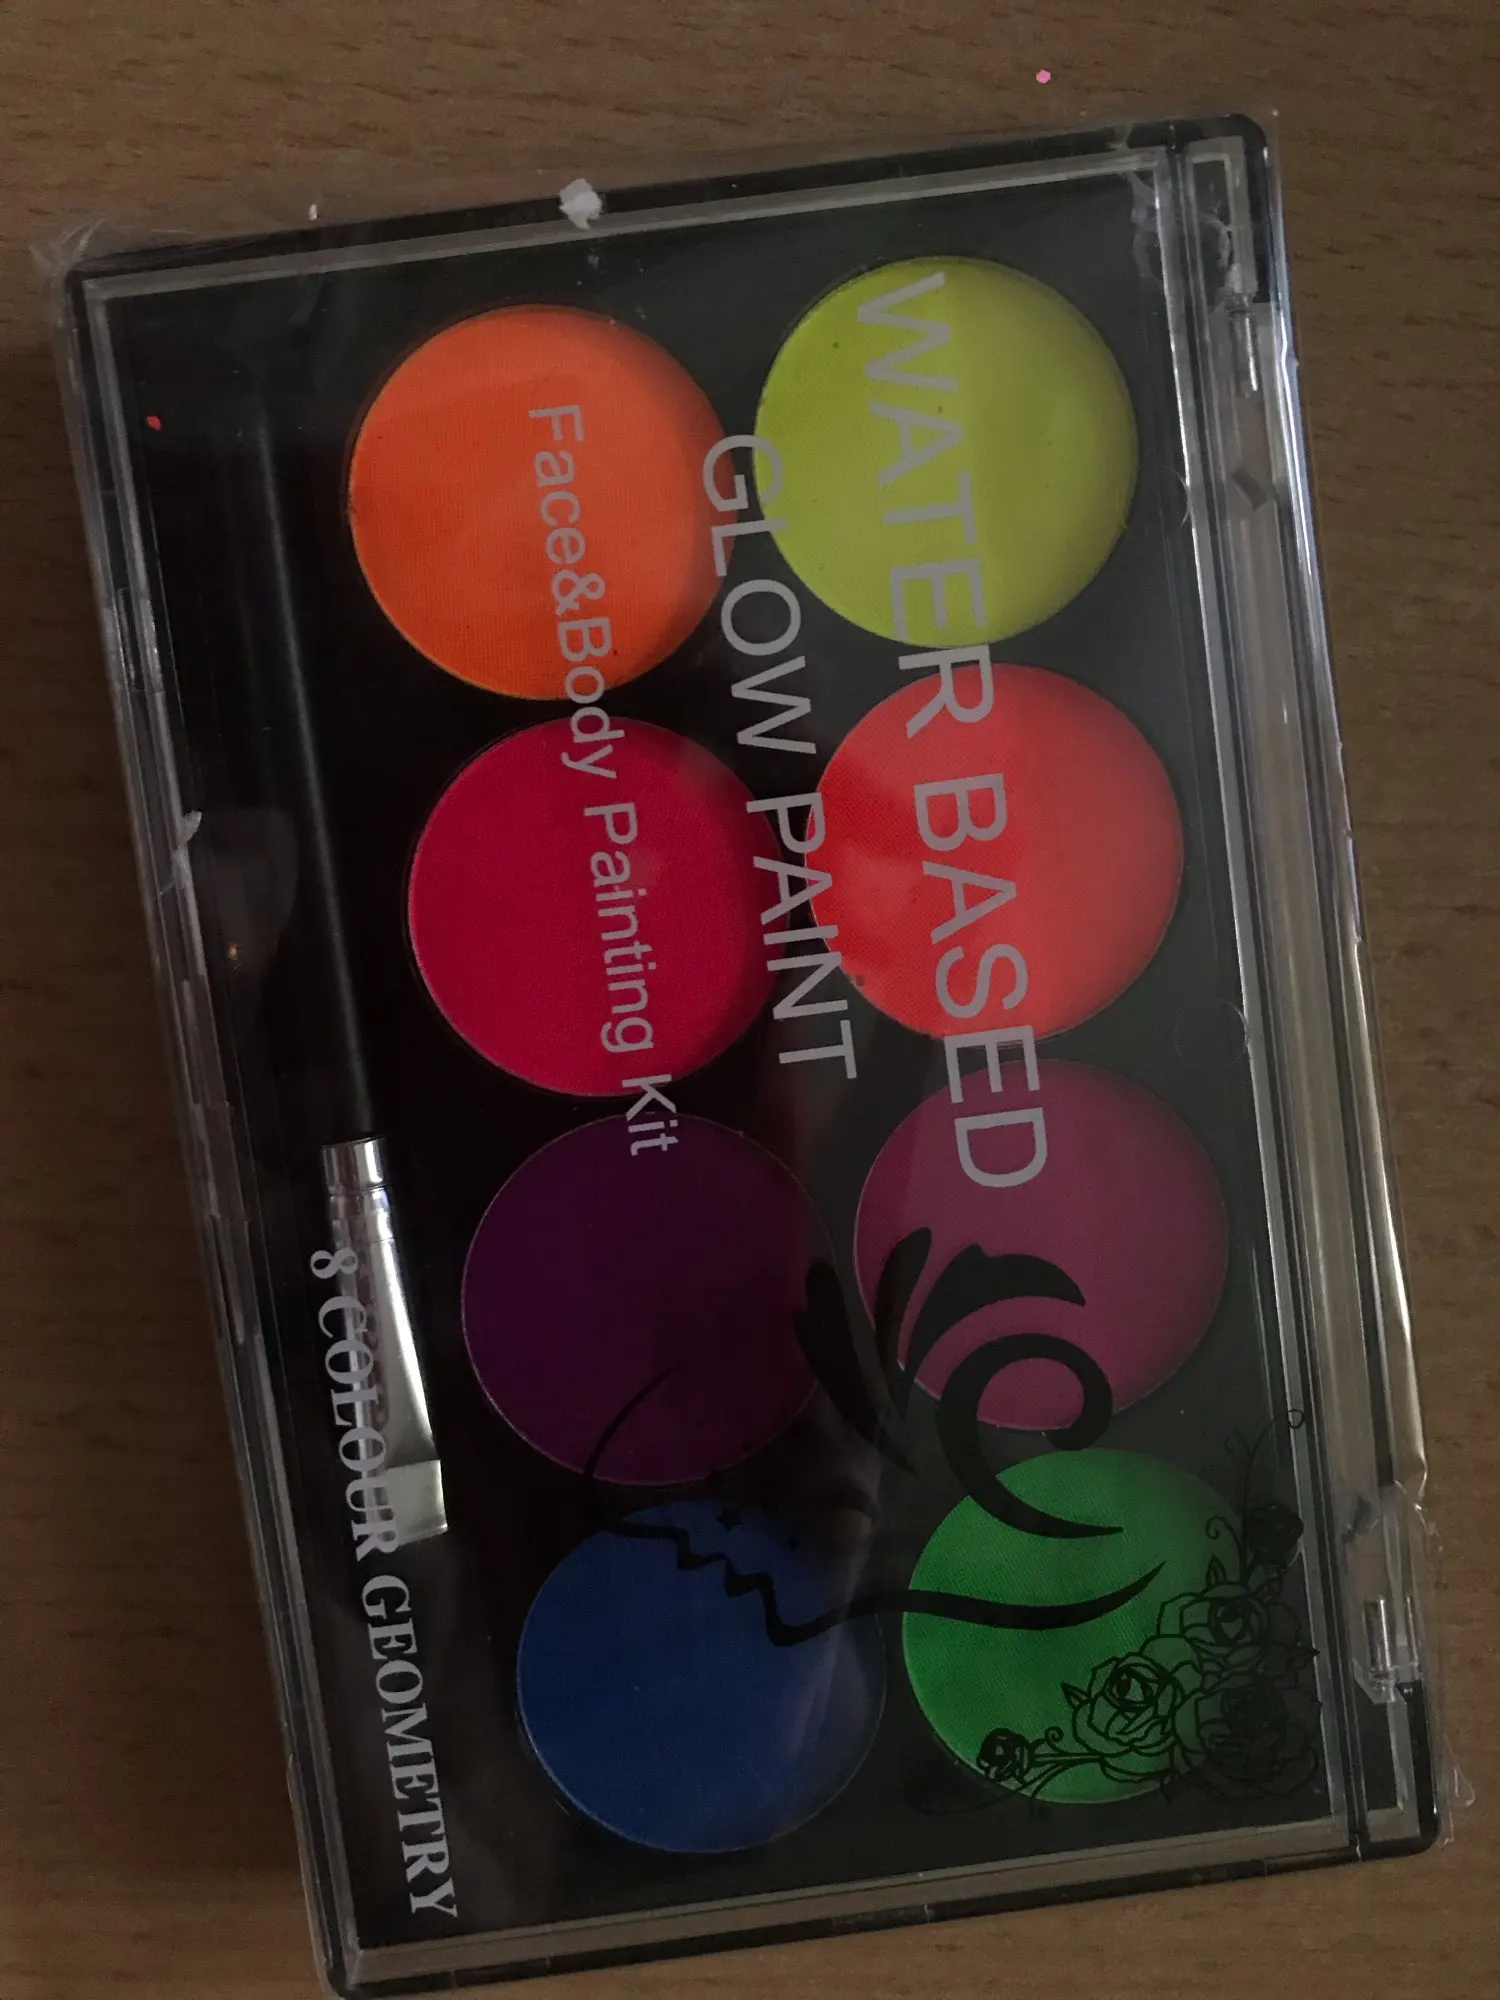 WATER BASED
GLOW PAINT
Face&Body Painting Kit
8 COLOUR GEOMETRY